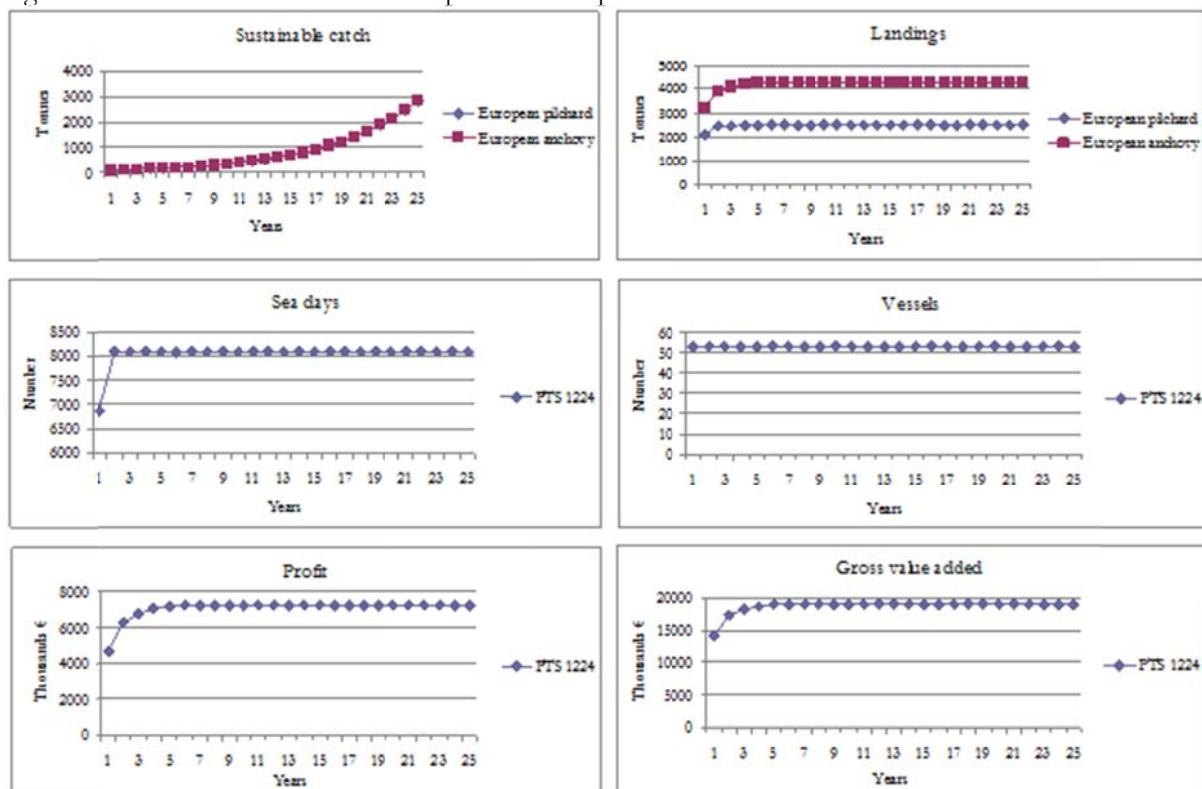 Sustainable catch
Tonnes
4000
3000
2000
1000
0
1 3 5 7 9 11 13 15 17 19 21 23 25
Years
European pilchard
European anchovy
Landings
Tonnes
5000
4000
3000
2000
1000
0
1 3 5 7 9 11 13 15 17 19 21 23 25
Years
European pilchard
European anchovy
Sea days
Number
8500
8000
7500
7000
6500
6000
1 3 5 7 9 11 13 15 17 19 21 23 25
Years
PTS 1224
Vessels
Number
60
50
40
30
20
10
0
1 3 5 7 9 11 13 15 17 19 21 23 25
Years
PTS 1224
Profit
Thousands €
8000
6000
4000
2000
0
1 3 5 7 9 11 13 15 17 19 21 23 25
Years
PTS 1224
Gross value added
Thousands €
20000
15000
10000
5000
0
1 3 5 7 9 11 13 15 17 19 21 23 25
Years
PTS 1224